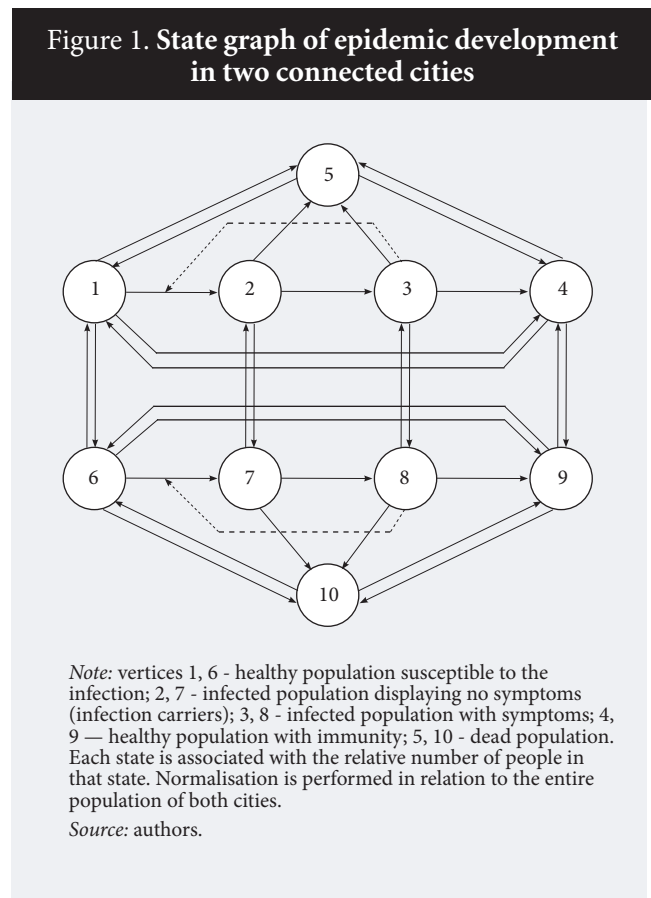 Figure 1. State graph of epidemic development
in two connected cities
5
1
2
3
4
6
7
8
9
10
Note: vertices 1, 6 - healthy population susceptible to the
infection; 2, 7 - infected population displaying no symptoms
(infection carriers); 3, 8 - infected population with symptoms; 4,
9 — healthy population with immunity; 5, 10 - dead population.
Each state is associated with the relative number of people in
that state. Normalisation is performed in relation to the entire
population of both cities.
Source: authors.